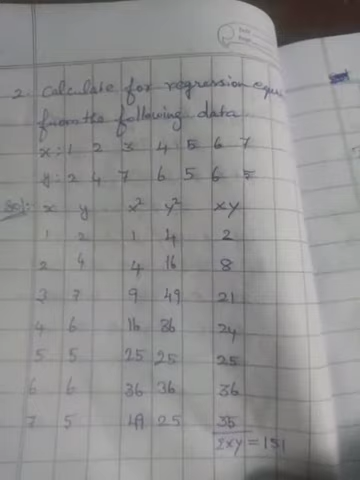 2. Calculate for regression equ
from the following data.
x: 1 2 3 4 5 6 7
y: 2 4 7 6 5 6 5
Sol: x y x² y² xy
1 2 1 4 2
2 4 4 16 8
3 7 9 49 21
4 6 16 36 24
5 5 25 25 25
6 6 36 36 36
7 5 49 25 35
Σxy = 151